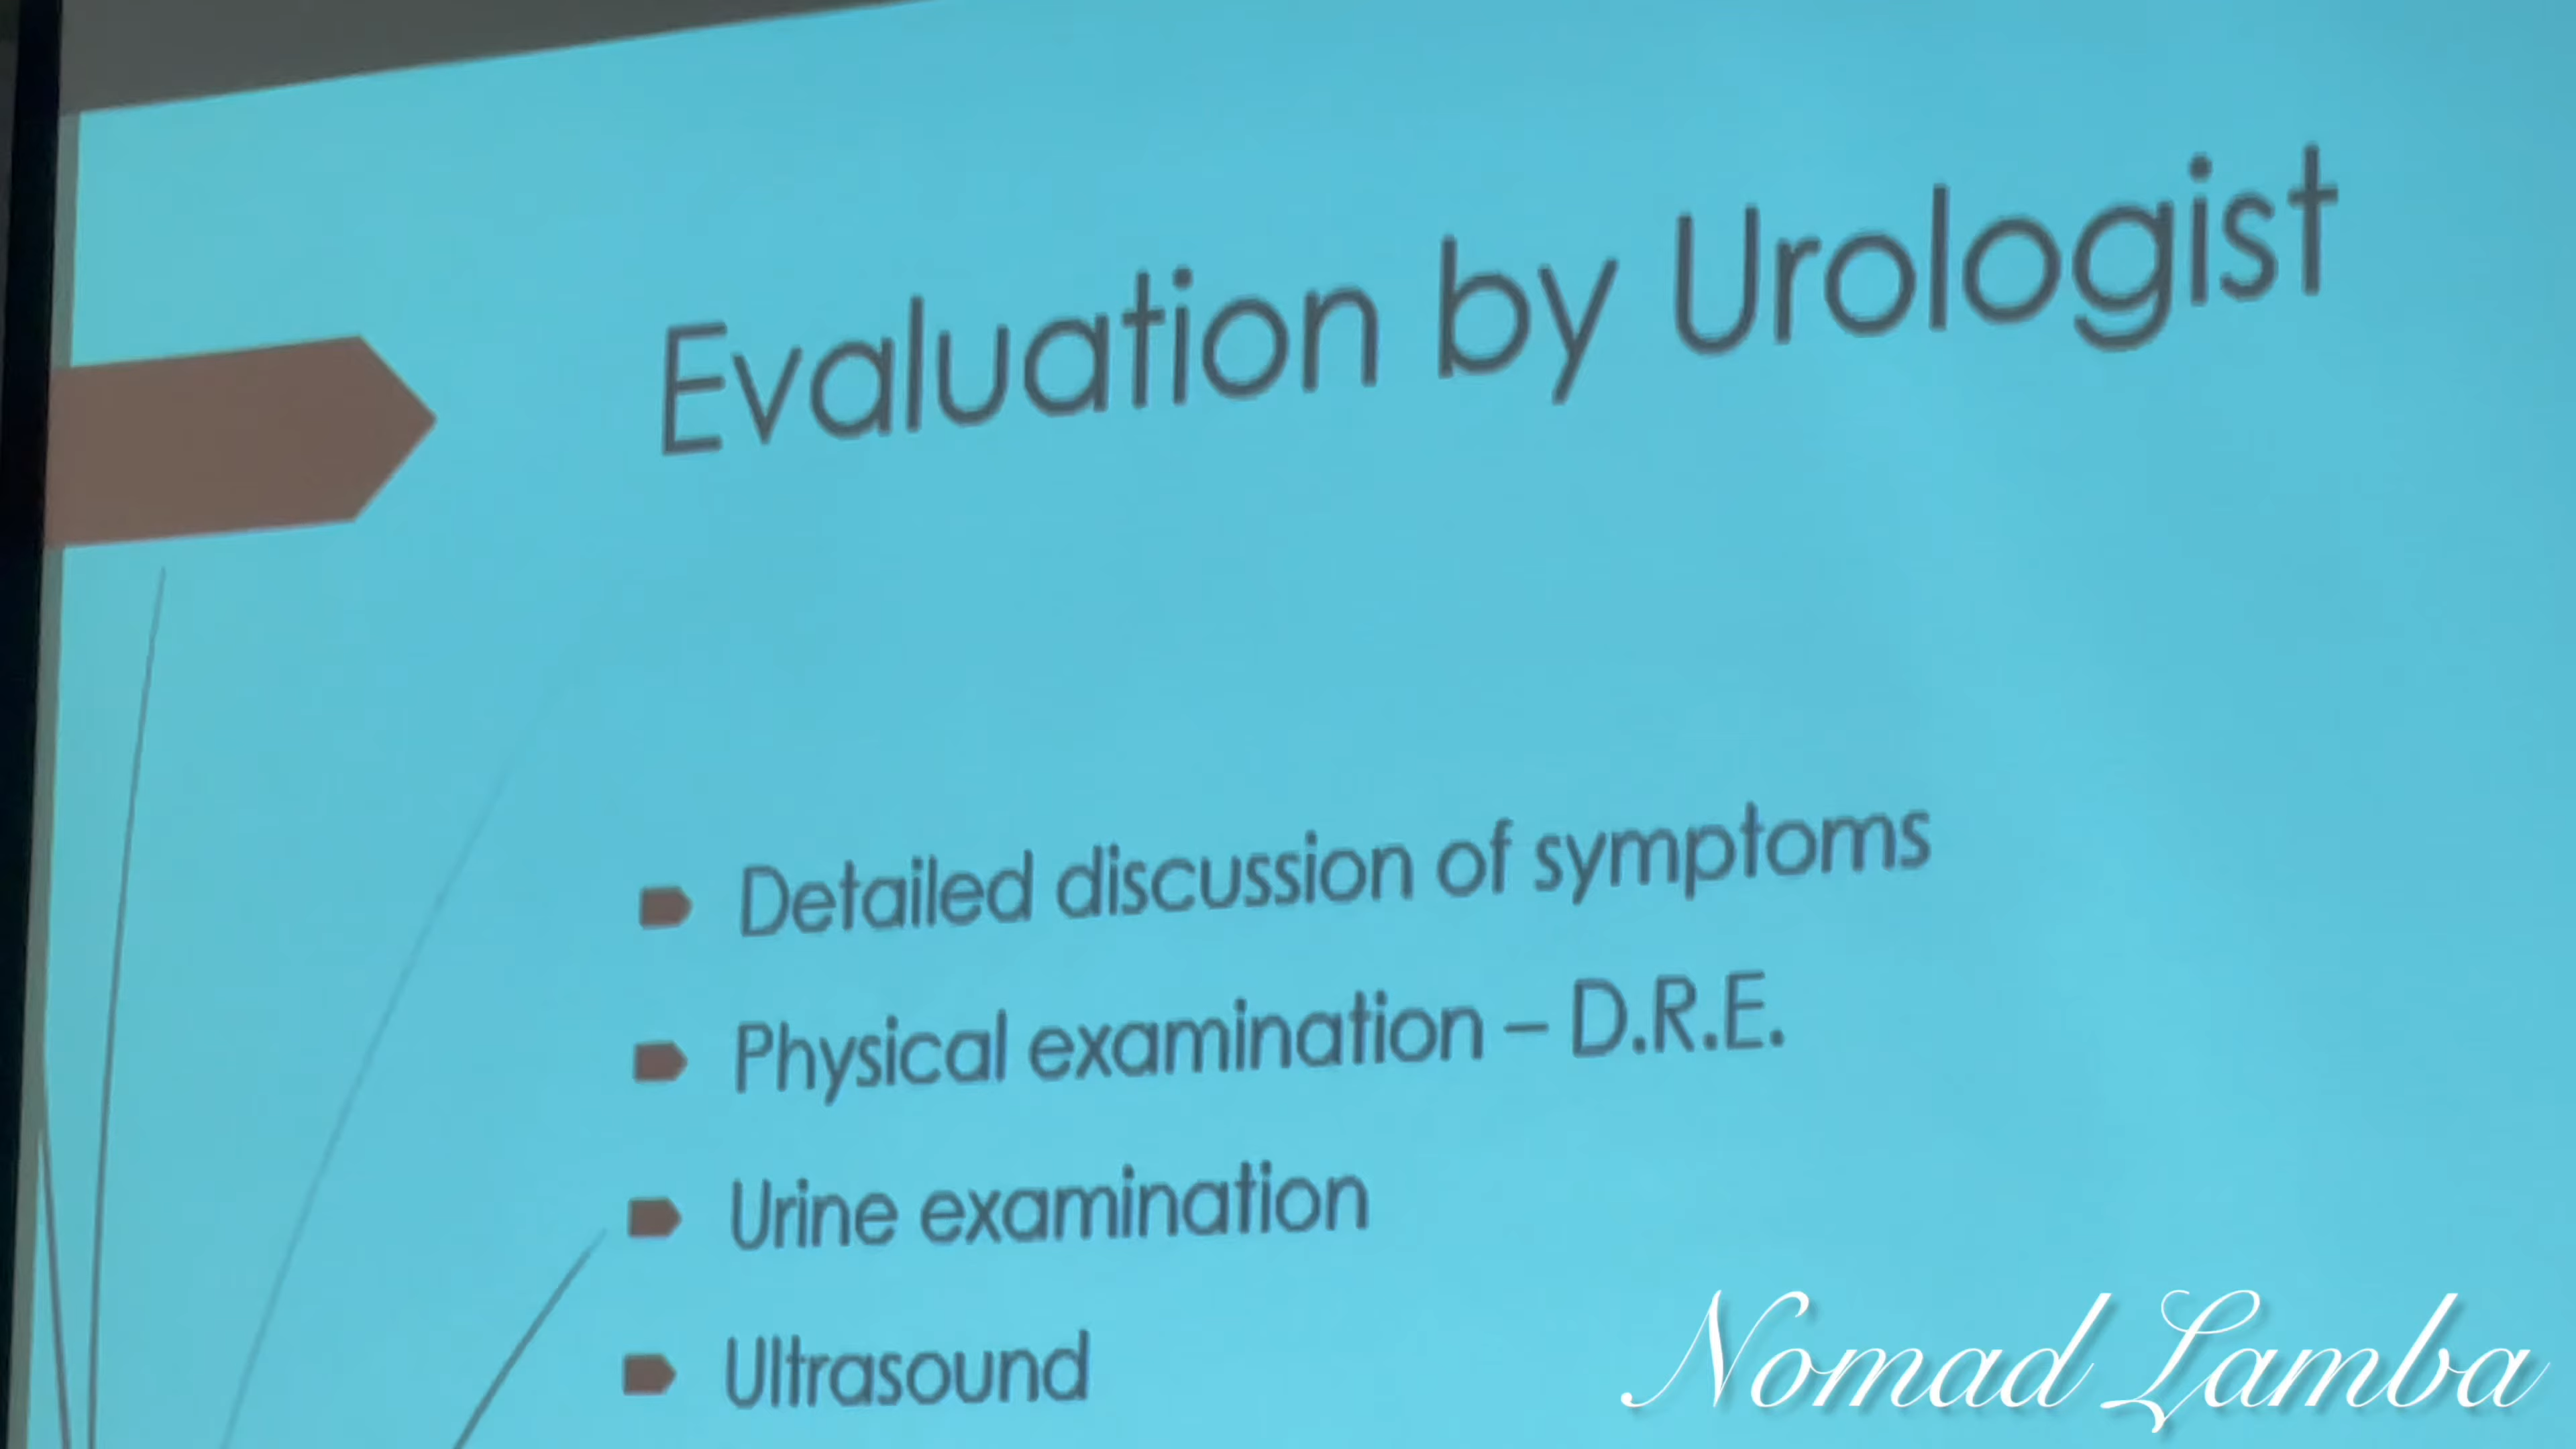 Evaluation by Urologist
Detailed discussion of symptoms
Physical examination – D.R.E.
Urine examination
Ultrasound
Nomad Lamba